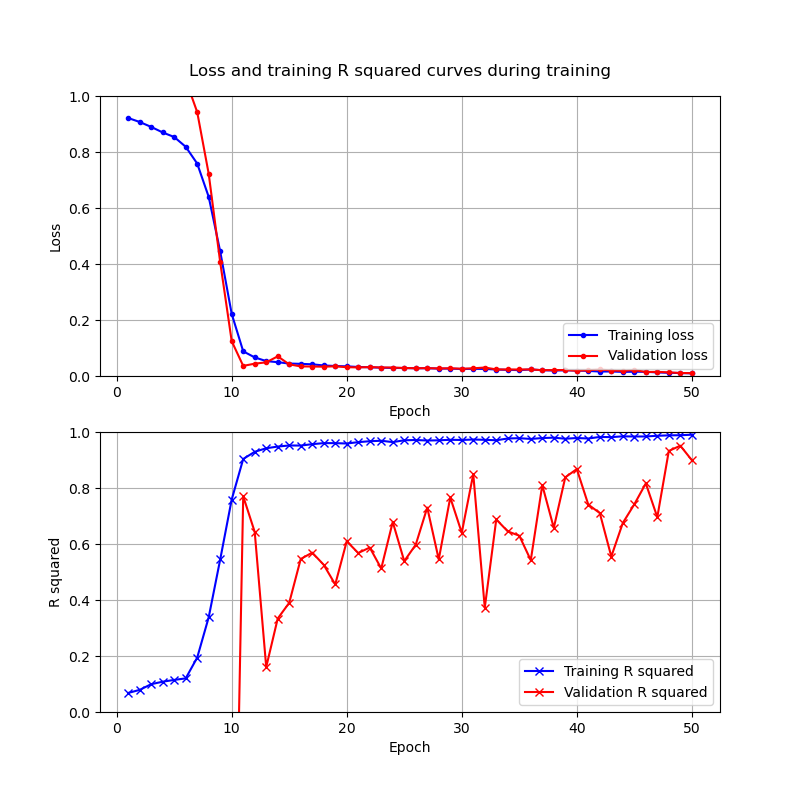 Loss and training R squared curves during training
1.0
0.8
0.6
0.4
0.2
0.0
Loss
Training loss
Validation loss
0 10 20 30 40 50
Epoch
1.0
0.8
0.6
0.4
0.2
0.0
R squared
Training R squared
Validation R squared
0 10 20 30 40 50
Epoch